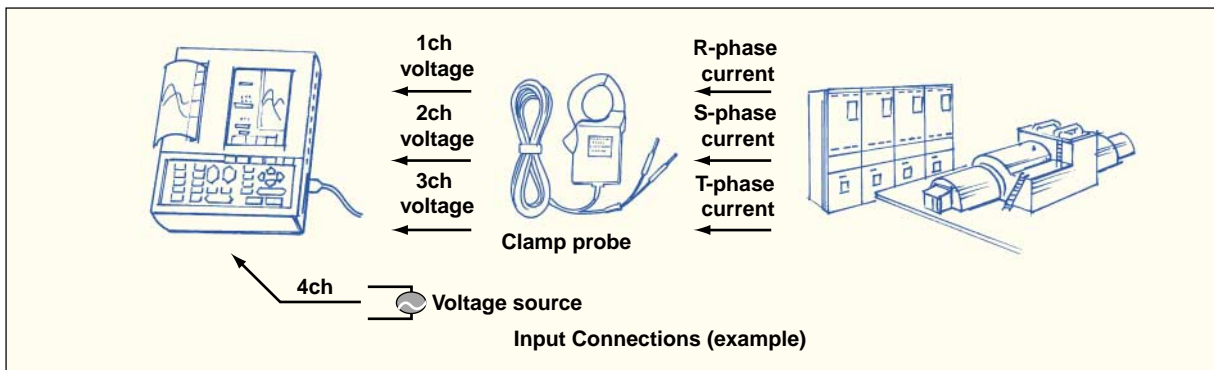 1ch
voltage
2ch
voltage
3ch
voltage
R-phase
current
S-phase
current
T-phase
current
Clamp probe
4ch
Voltage source
Input Connections (example)